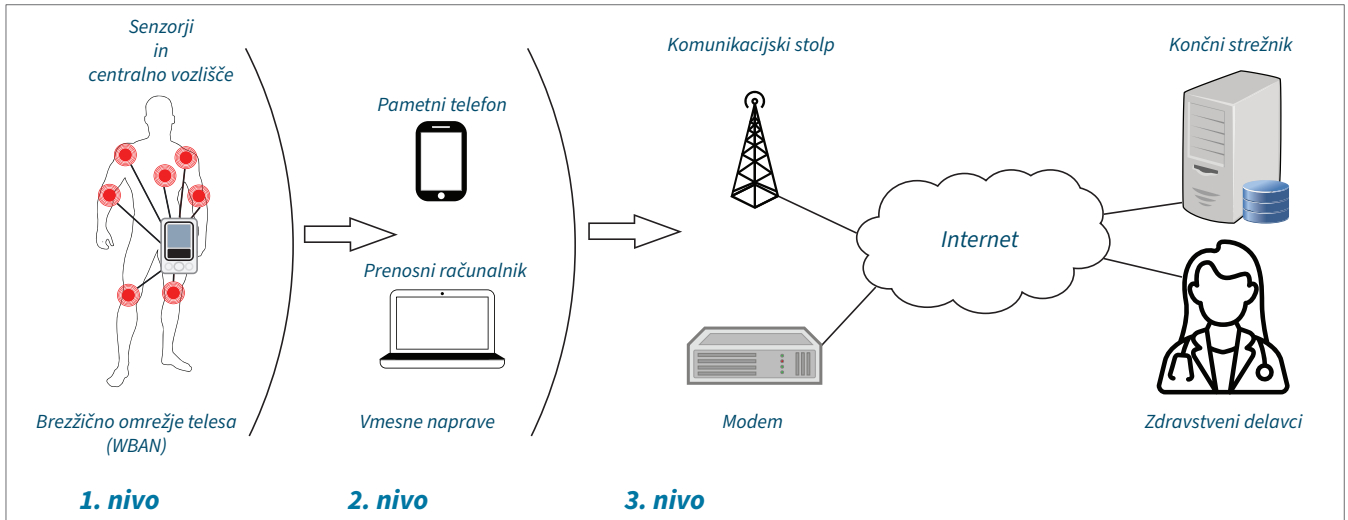 Senzorji
in
centralno vozlišče
Brezžično omrežje telesa
(WBAN)
1. nivo
Pametni telefon
Prenosni računalnik
Vmesne naprave
2. nivo
Komunikacijski stolp
Modem
Internet
Končni strežnik
Zdravstveni delavci
3. nivo